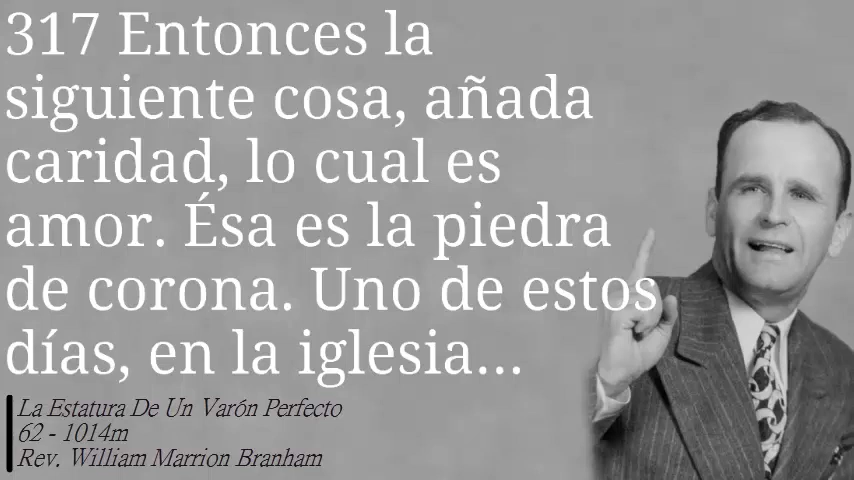 317 Entonces la
siguiente cosa, añada
caridad, lo cual es
amor. Ésa es la piedra
de corona. Uno de estos
días, en la iglesia...
La Estatura De Un Varón Perfecto
62 - 1014m
Rev. William Marrion Branham